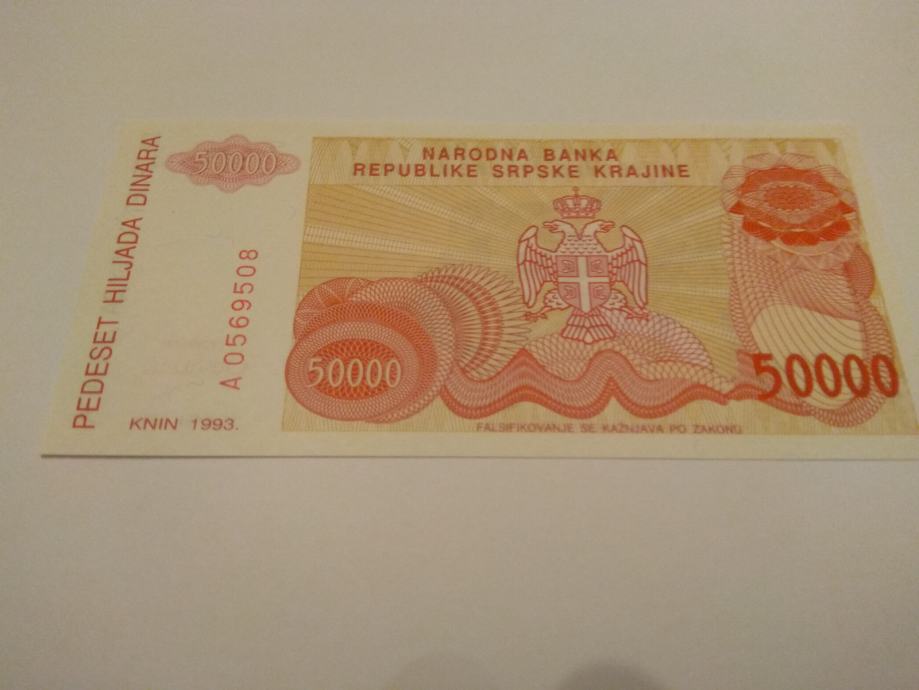 PEDESET HILJADA DINARA
50000
A 0569508
KNIN 1993.
NARODNA BANKA
REPUBLIKE SRPSKE KRAJINE
50000
50000
FALSIFIKOVANJE SE KAŽNJAVA PO ZAKONU